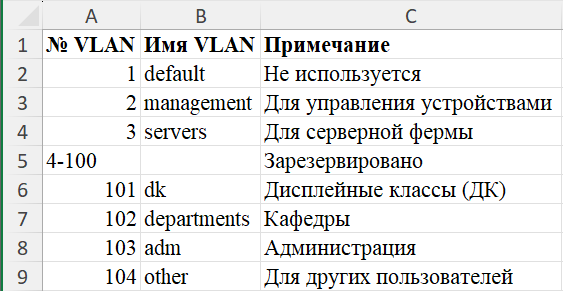 A B C
1 № VLAN Имя VLAN Примечание
2 1 default Не используется
3 2 management Для управления устройствами
4 3 servers Для серверной фермы
5 4-100 Зарезервировано
6 101 dk Дисплейные классы (ДК)
7 102 departments Кафедры
8 103 adm Администрация
9 104 other Для других пользователей